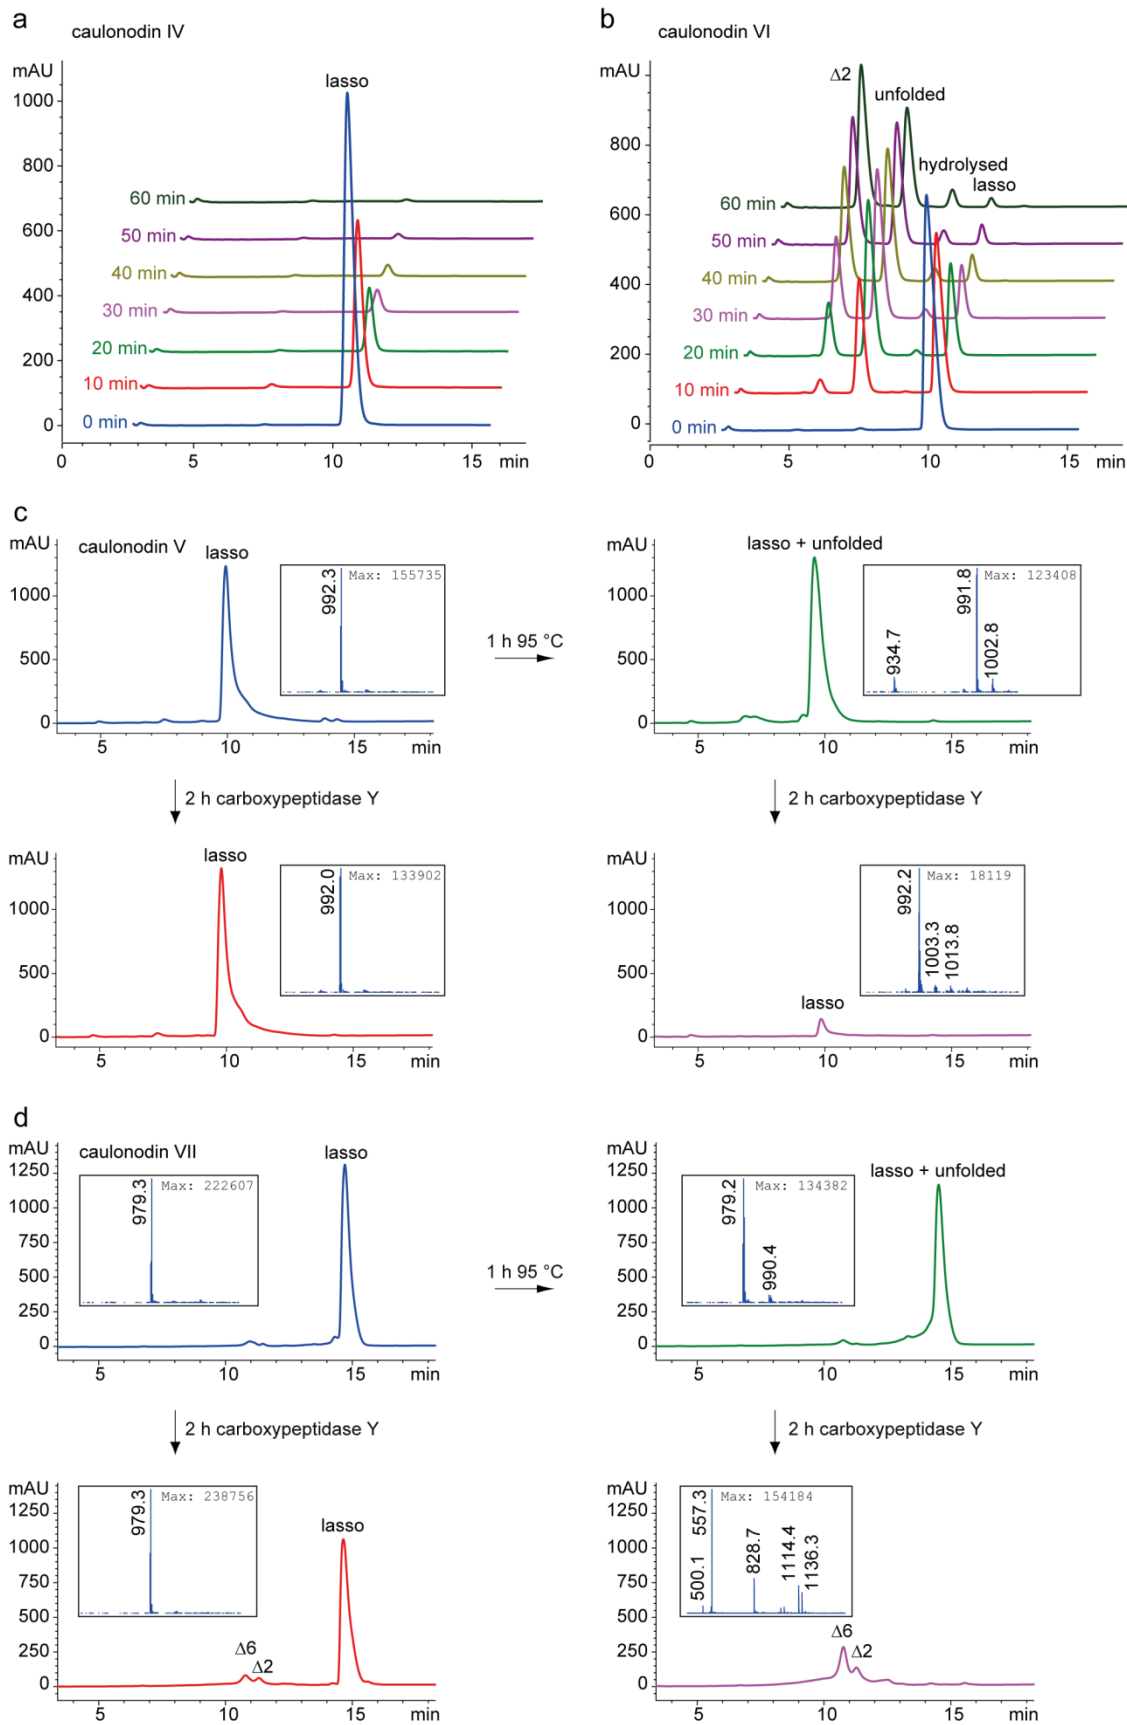 a
caulonodin IV
mAU
lasso
1000
800
600
400
200
0
60 min
50 min
40 min
30 min
20 min
10 min
0 min
0
5
10
15
min
b
caulonodin VI
mAU
Δ2
unfolded
hydrolysed
lasso
800
600
400
200
0
60 min
50 min
40 min
30 min
20 min
10 min
0 min
0
5
10
15
min
c
mAU
caulonodin V
lasso
1000
500
0
Max: 155735
992.3
5
10
15
min
1 h 95 °C
mAU
lasso + unfolded
1000
500
0
Max: 123408
934.7
991.8
1002.8
5
10
15
min
2 h carboxypeptidase Y
2 h carboxypeptidase Y
mAU
lasso
1000
500
0
Max: 133902
992.0
5
10
15
min
mAU
1000
500
0
Max: 18119
992.2
1003.3
1013.8
lasso
5
10
15
min
d
mAU
caulonodin VII
lasso
1250
1000
750
500
250
0
Max: 222607
979.3
5
10
15
min
1 h 95 °C
mAU
lasso + unfolded
1250
1000
750
500
250
0
Max: 134382
979.2
990.4
5
10
15
min
2 h carboxypeptidase Y
2 h carboxypeptidase Y
mAU
1250
1000
750
500
250
0
Max: 238756
979.3
lasso
Δ6
Δ2
5
10
15
min
mAU
1250
1000
750
500
250
0
Max: 154184
500.1
557.3
828.7
1114.4
1136.3
Δ6
Δ2
5
10
15
min